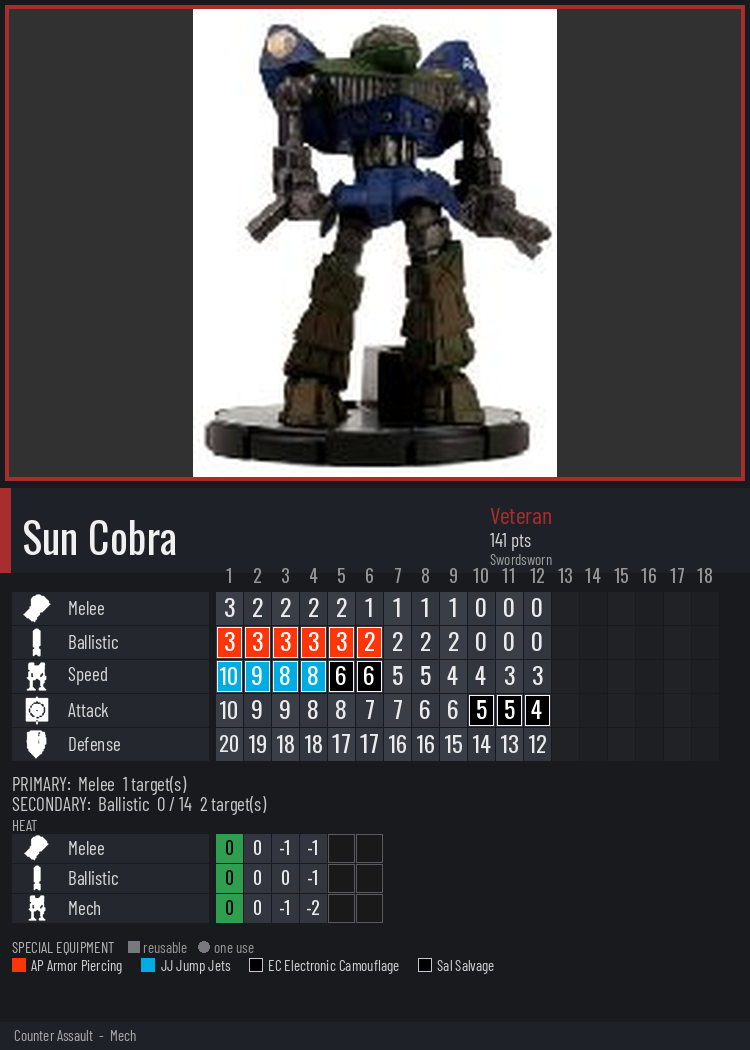 Sun Cobra
Veteran
141 pts
Swordsworn
1 2 3 4 5 6 7 8 9 10 11 12 13 14 15 16 17 18
Melee 3 2 2 2 2 1 1 1 1 0 0 0
Ballistic 3 3 3 3 3 2 2 2 2 0 0 0
Speed 10 9 8 8 6 6 5 5 4 4 3 3
Attack 10 9 9 8 8 7 7 6 6 5 5 4
Defense 20 19 18 18 17 17 16 16 15 14 13 12
PRIMARY: Melee 1 target(s)
SECONDARY: Ballistic 0 / 14 2 target(s)
HEAT
Melee 0 0 -1 -1
Ballistic 0 0 0 -1
Mech 0 0 -1 -2
SPECIAL EQUIPMENT reusable one use
AP Armor Piercing JJ Jump Jets EC Electronic Camouflage Sal Salvage
Counter Assault - Mech